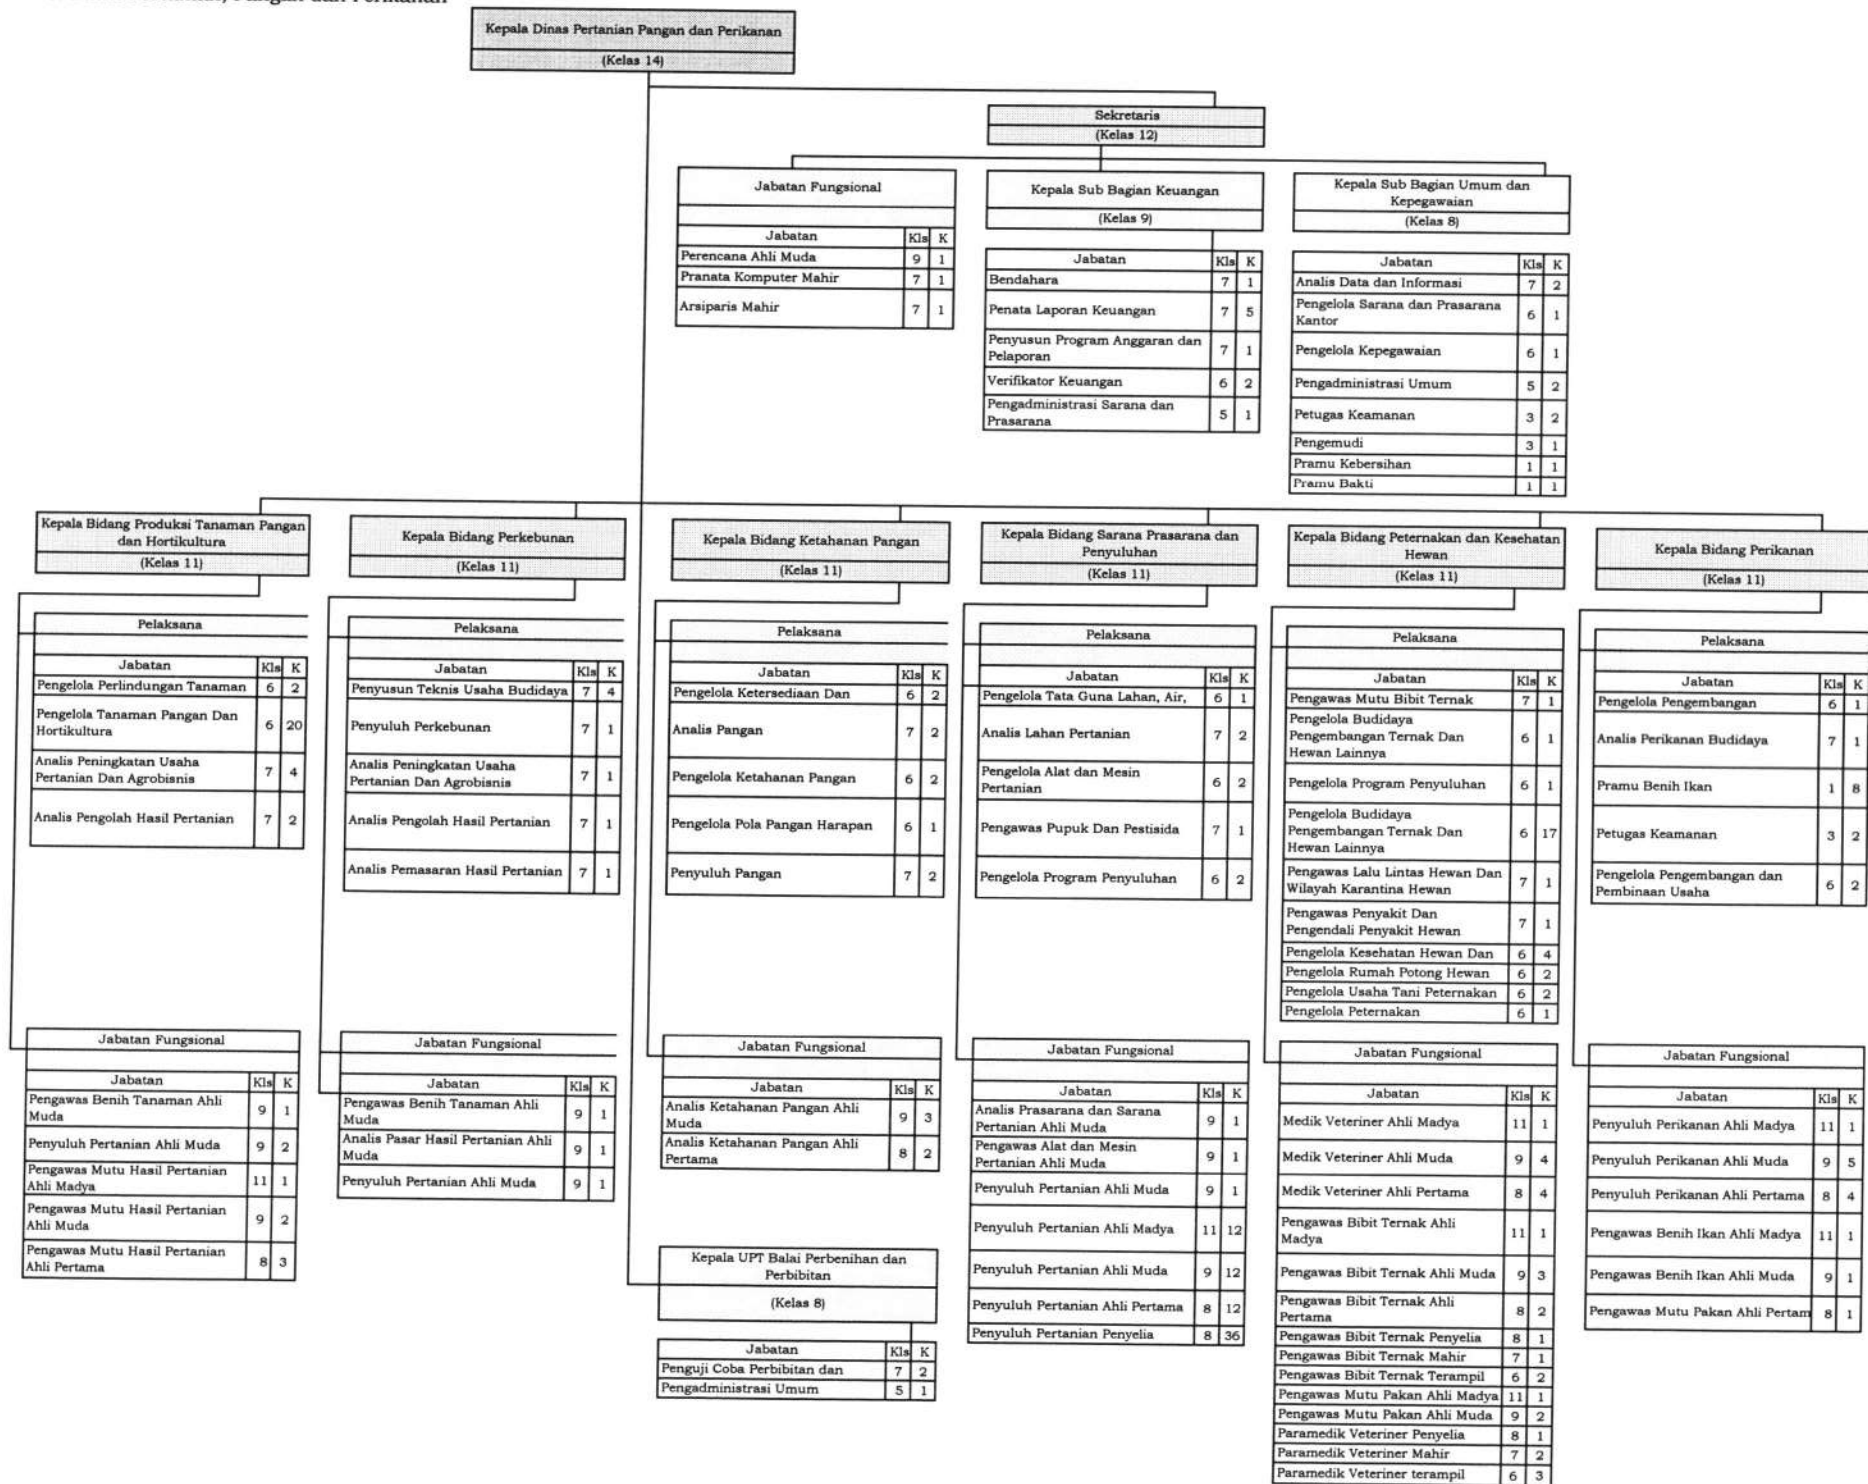 Pangan dan Perikanan
Kepala Dinas Pertanian Pangan dan Perikanan
(Kelas 14)
Sekretaris
(Kelas 12)
Jabatan Fungsional
Jabatan Kls K
Perencana Ahli Muda 9 1
Pranata Komputer Mahir 7 1
Arsiparis Mahir 7 1
Kepala Sub Bagian Keuangan
(Kelas 9)
Jabatan Kls K
Bendahara 7 1
Penata Laporan Keuangan 7 5
Penyusun Program Anggaran dan
Pelaporan 7 1
Verifikator Keuangan 6 2
Pengadministrasi Sarana dan
Prasarana 5 1
Kepala Sub Bagian Umum dan
Kepegawaian
(Kelas 8)
Jabatan Kls K
Analis Data dan Informasi 7 2
Pengelola Sarana dan Prasarana
Kantor 6 1
Pengelola Kepegawaian 6 1
Pengadministrasi Umum 5 2
Petugas Keamanan 3 2
Pengemudi 3 1
Pramu Kebersihan 1 1
Pramu Bakti 1 1
Kepala Bidang Produksi Tanaman Pangan
dan Hortikultura
(Kelas 11)
Pelaksana
Jabatan Kls K
Pengelola Perlindungan Tanaman 6 2
Pengelola Tanaman Pangan Dan
Hortikultura 6 20
Analis Peningkatan Usaha
Pertanian Dan Agrobisnis 7 4
Analis Pengolah Hasil Pertanian 7 2
Jabatan Fungsional
Jabatan Kls K
Pengawas Benih Tanaman Ahli
Muda 9 1
Penyuluh Pertanian Ahli Muda 9 2
Pengawas Mutu Hasil Pertanian
Ahli Madya 11 1
Pengawas Mutu Hasil Pertanian
Ahli Muda 9 2
Pengawas Mutu Hasil Pertanian
Ahli Pertama 8 3
Kepala Bidang Perkebunan
(Kelas 11)
Pelaksana
Jabatan Kls K
Penyusun Teknis Usaha Budidaya 7 4
Penyuluh Perkebunan 7 1
Analis Peningkatan Usaha
Pertanian Dan Agrobisnis 7 1
Analis Pengolah Hasil Pertanian 7 1
Analis Pemasaran Hasil Pertanian 7 1
Jabatan Fungsional
Jabatan Kls K
Pengawas Benih Tanaman Ahli
Muda 9 1
Analis Pasar Hasil Pertanian Ahli
Muda 9 1
Penyuluh Pertanian Ahli Muda 9 1
Kepala Bidang Ketahanan Pangan
(Kelas 11)
Pelaksana
Jabatan Kls K
Pengelola Ketersediaan Dan 6 2
Analis Pangan 7 2
Pengelola Ketahanan Pangan 6 2
Pengelola Pola Pangan Harapan 6 1
Penyuluh Pangan 7 2
Jabatan Fungsional
Jabatan Kls K
Analis Ketahanan Pangan Ahli
Muda 9 3
Analis Ketahanan Pangan Ahli
Pertama 8 2
Kepala UPT Balai Perbenihan dan
Perbibitan
(Kelas 8)
Jabatan Kls K
Penguji Coba Perbibitan dan 7 2
Pengadministrasi Umum 5 1
Kepala Bidang Sarana Prasarana dan
Penyuluhan
(Kelas 11)
Pelaksana
Jabatan Kls K
Pengelola Tata Guna Lahan, Air, 6 1
Analis Lahan Pertanian 7 2
Pengelola Alat dan Mesin
Pertanian 6 2
Pengawas Pupuk Dan Pestisida 7 1
Pengelola Program Penyuluhan 6 2
Jabatan Fungsional
Jabatan Kls K
Analis Prasarana dan Sarana
Pertanian Ahli Muda 9 1
Pengawas Alat dan Mesin
Pertanian Ahli Muda 9 1
Penyuluh Pertanian Ahli Muda 9 1
Penyuluh Pertanian Ahli Madya 11 12
Penyuluh Pertanian Ahli Muda 9 12
Penyuluh Pertanian Ahli Pertama 8 12
Penyuluh Pertanian Penyelia 8 36
Kepala Bidang Peternakan dan Kesehatan
Hewan
(Kelas 11)
Pelaksana
Jabatan Kls K
Pengawas Mutu Bibit Ternak 7 1
Pengelola Budidaya
Pengembangan Ternak Dan
Hewan Lainnya 6 1
Pengelola Program Penyuluhan 6 1
Pengelola Budidaya
Pengembangan Ternak Dan
Hewan Lainnya 6 17
Pengawas Lalu Lintas Hewan Dan
Wilayah Karantina Hewan 7 1
Pengawas Penyakit Dan
Pengendali Penyakit Hewan 7 1
Pengelola Kesehatan Hewan Dan 6 4
Pengelola Rumah Potong Hewan 6 2
Pengelola Usaha Tani Peternakan 6 2
Pengelola Peternakan 6 1
Jabatan Fungsional
Jabatan Kls K
Medik Veteriner Ahli Madya 11 1
Medik Veteriner Ahli Muda 9 4
Medik Veteriner Ahli Pertama 8 4
Pengawas Bibit Ternak Ahli
Madya 11 1
Pengawas Bibit Ternak Ahli Muda 9 3
Pengawas Bibit Ternak Ahli
Pertama 8 2
Pengawas Bibit Ternak Penyelia 8 1
Pengawas Bibit Ternak Mahir 7 1
Pengawas Bibit Ternak Terampil 6 2
Pengawas Mutu Pakan Ahli Madya 11 1
Pengawas Mutu Pakan Ahli Muda 9 2
Paramedik Veteriner Penyelia 8 1
Paramedik Veteriner Mahir 7 2
Paramedik Veteriner terampil 6 3
Kepala Bidang Perikanan
(Kelas 11)
Pelaksana
Jabatan Kls K
Pengelola Pengembangan 6 1
Analis Perikanan Budidaya 7 1
Pramu Benih Ikan 1 8
Petugas Keamanan 3 2
Pengelola Pengembangan dan
Pembinaan Usaha 6 2
Jabatan Fungsional
Jabatan Kls K
Penyuluh Perikanan Ahli Madya 11 1
Penyuluh Perikanan Ahli Muda 9 5
Penyuluh Perikanan Ahli Pertama 8 4
Pengawas Benih Ikan Ahli Madya 11 1
Pengawas Benih Ikan Ahli Muda 9 1
Pengawas Mutu Pakan Ahli Pertam 8 1